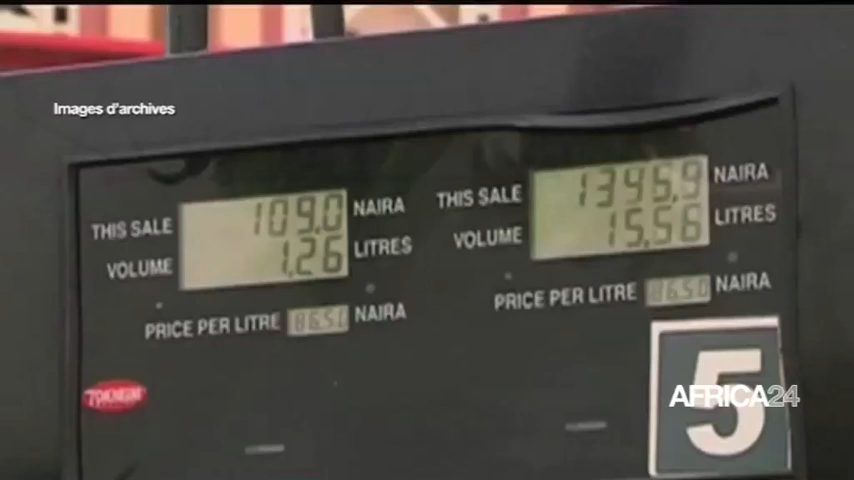 Images d'archives
THIS SALE 109.0 NAIRA
VOLUME 1.26 LITRES
PRICE PER LITRE 86.50 NAIRA
THIS SALE 1345.9 NAIRA
VOLUME 15.56 LITRES
PRICE PER LITRE 86.50 NAIRA
TOKHEIM
5
AFRICA24